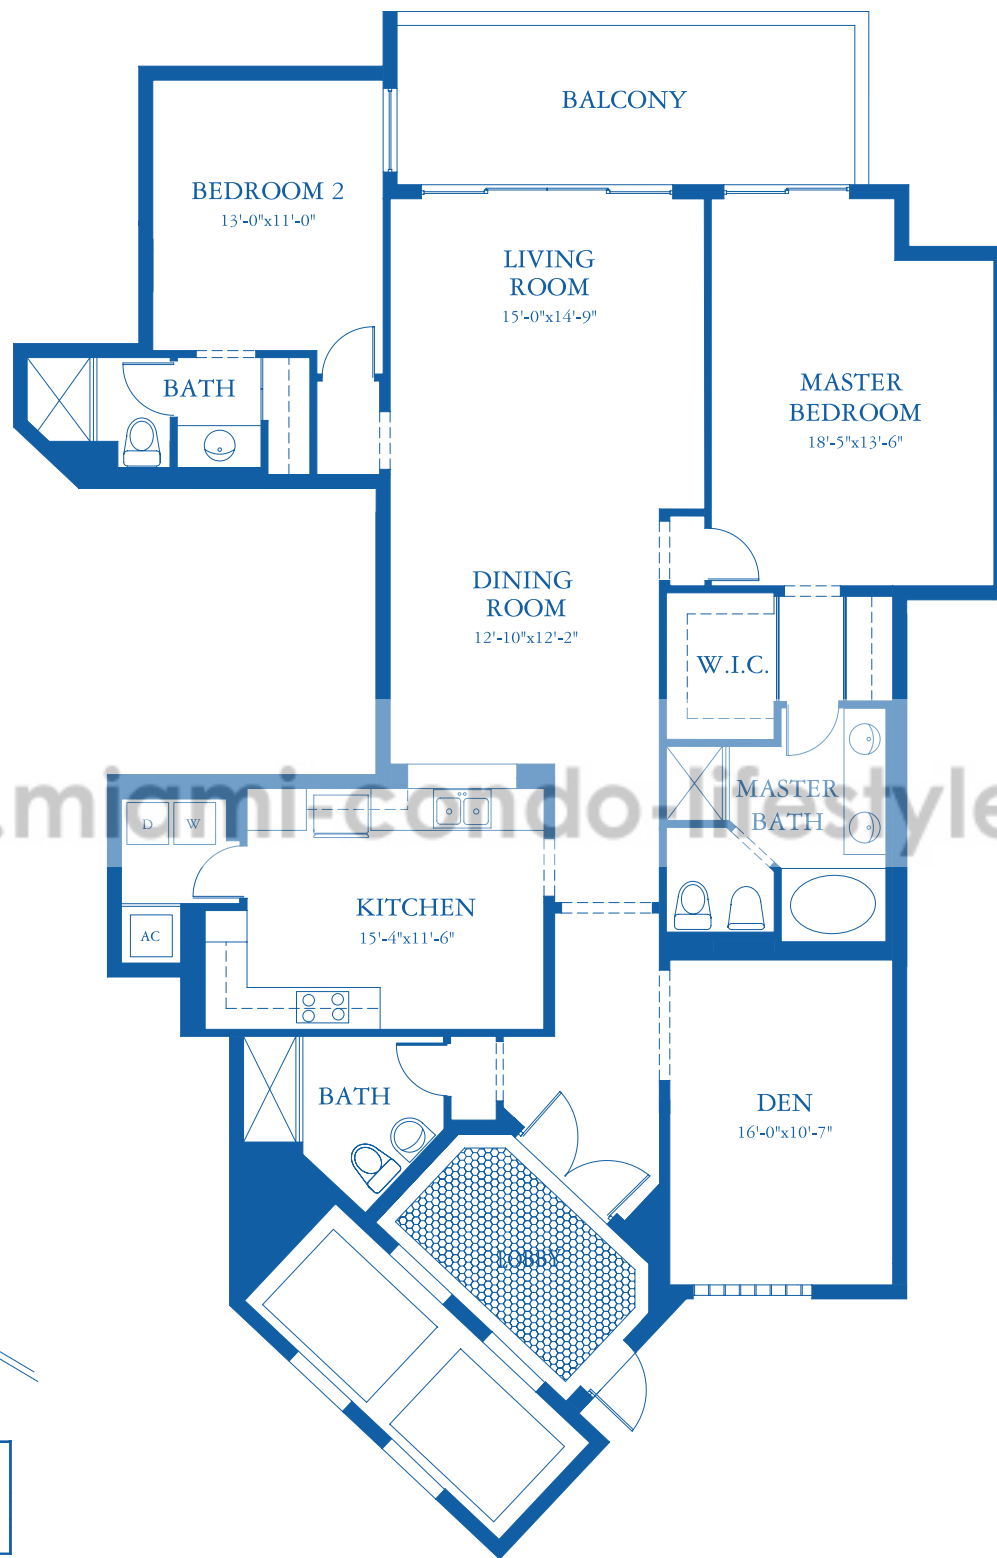 BALCONY
BEDROOM 2
13'-0"x11'-0"
LIVING
ROOM
15'-0"x14'-9"
BATH
MASTER
BEDROOM
18'-5"x13'-6"
DINING
ROOM
12'-10"x12'-2"
W.I.C.
.miami-condo-lifestyle
MASTER
BATH
D
W
KITCHEN
15'-4"x11'-6"
AC
BATH
DEN
16'-0"x10'-7"
LOBBY